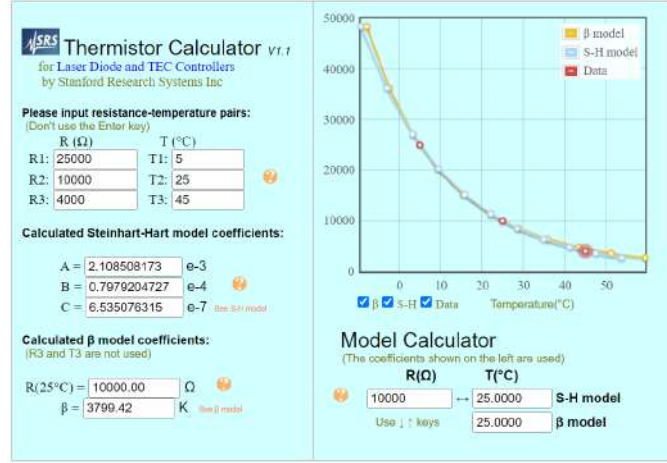 SRS Thermistor Calculator V1.1
for Laser Diode and TEC Controllers
by Stanford Research Systems Inc
Please input resistance-temperature pairs:
(Don't use the Enter key)
R (Ω) T (°C)
R1: 25000 T1: 5
R2: 10000 T2: 25
R3: 4000 T3: 45
Calculated Steinhart-Hart model coefficients:
A = 2.108508173 e-3
B = 0.7979204727 e-4
C = 6.535076315 e-7 See S-H model
Calculated β model coefficients:
(R3 and T3 are not used)
R(25°C) = 10000.00 Ω
β = 3799.42 K See β model
50000
40000
30000
20000
10000
0
β model
S-H model
Data
0 10 20 30 40 50
β S-H Data Temperature(°C)
Model Calculator
(The coefficients shown on the left are used)
R(Ω) T(°C)
10000 ↔ 25.0000 S-H model
Use ↓ ↑ keys 25.0000 β model